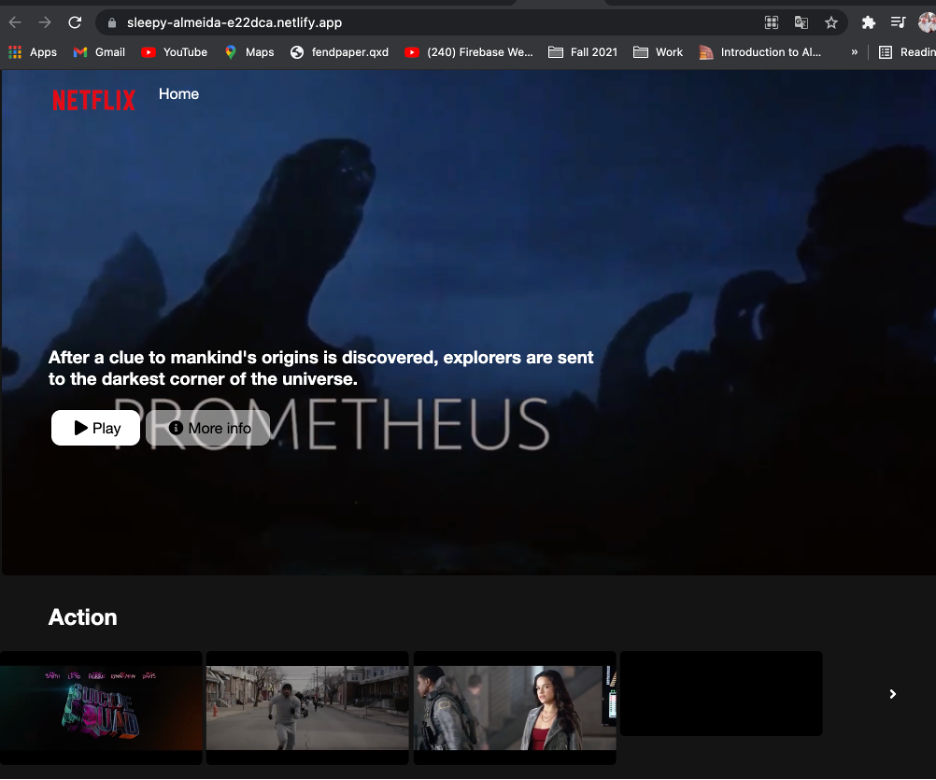 sleepy-almeida-e22dca.netlify.app
Apps Gmail YouTube Maps fendpaper.qxd (240) Firebase We... Fall 2021 Work Introduction to Al... » Readin
NETFLIX Home
After a clue to mankind's origins is discovered, explorers are sent
to the darkest corner of the universe.
PROMETHEUS
Play More info
Action
SUICIDE
SQUAD